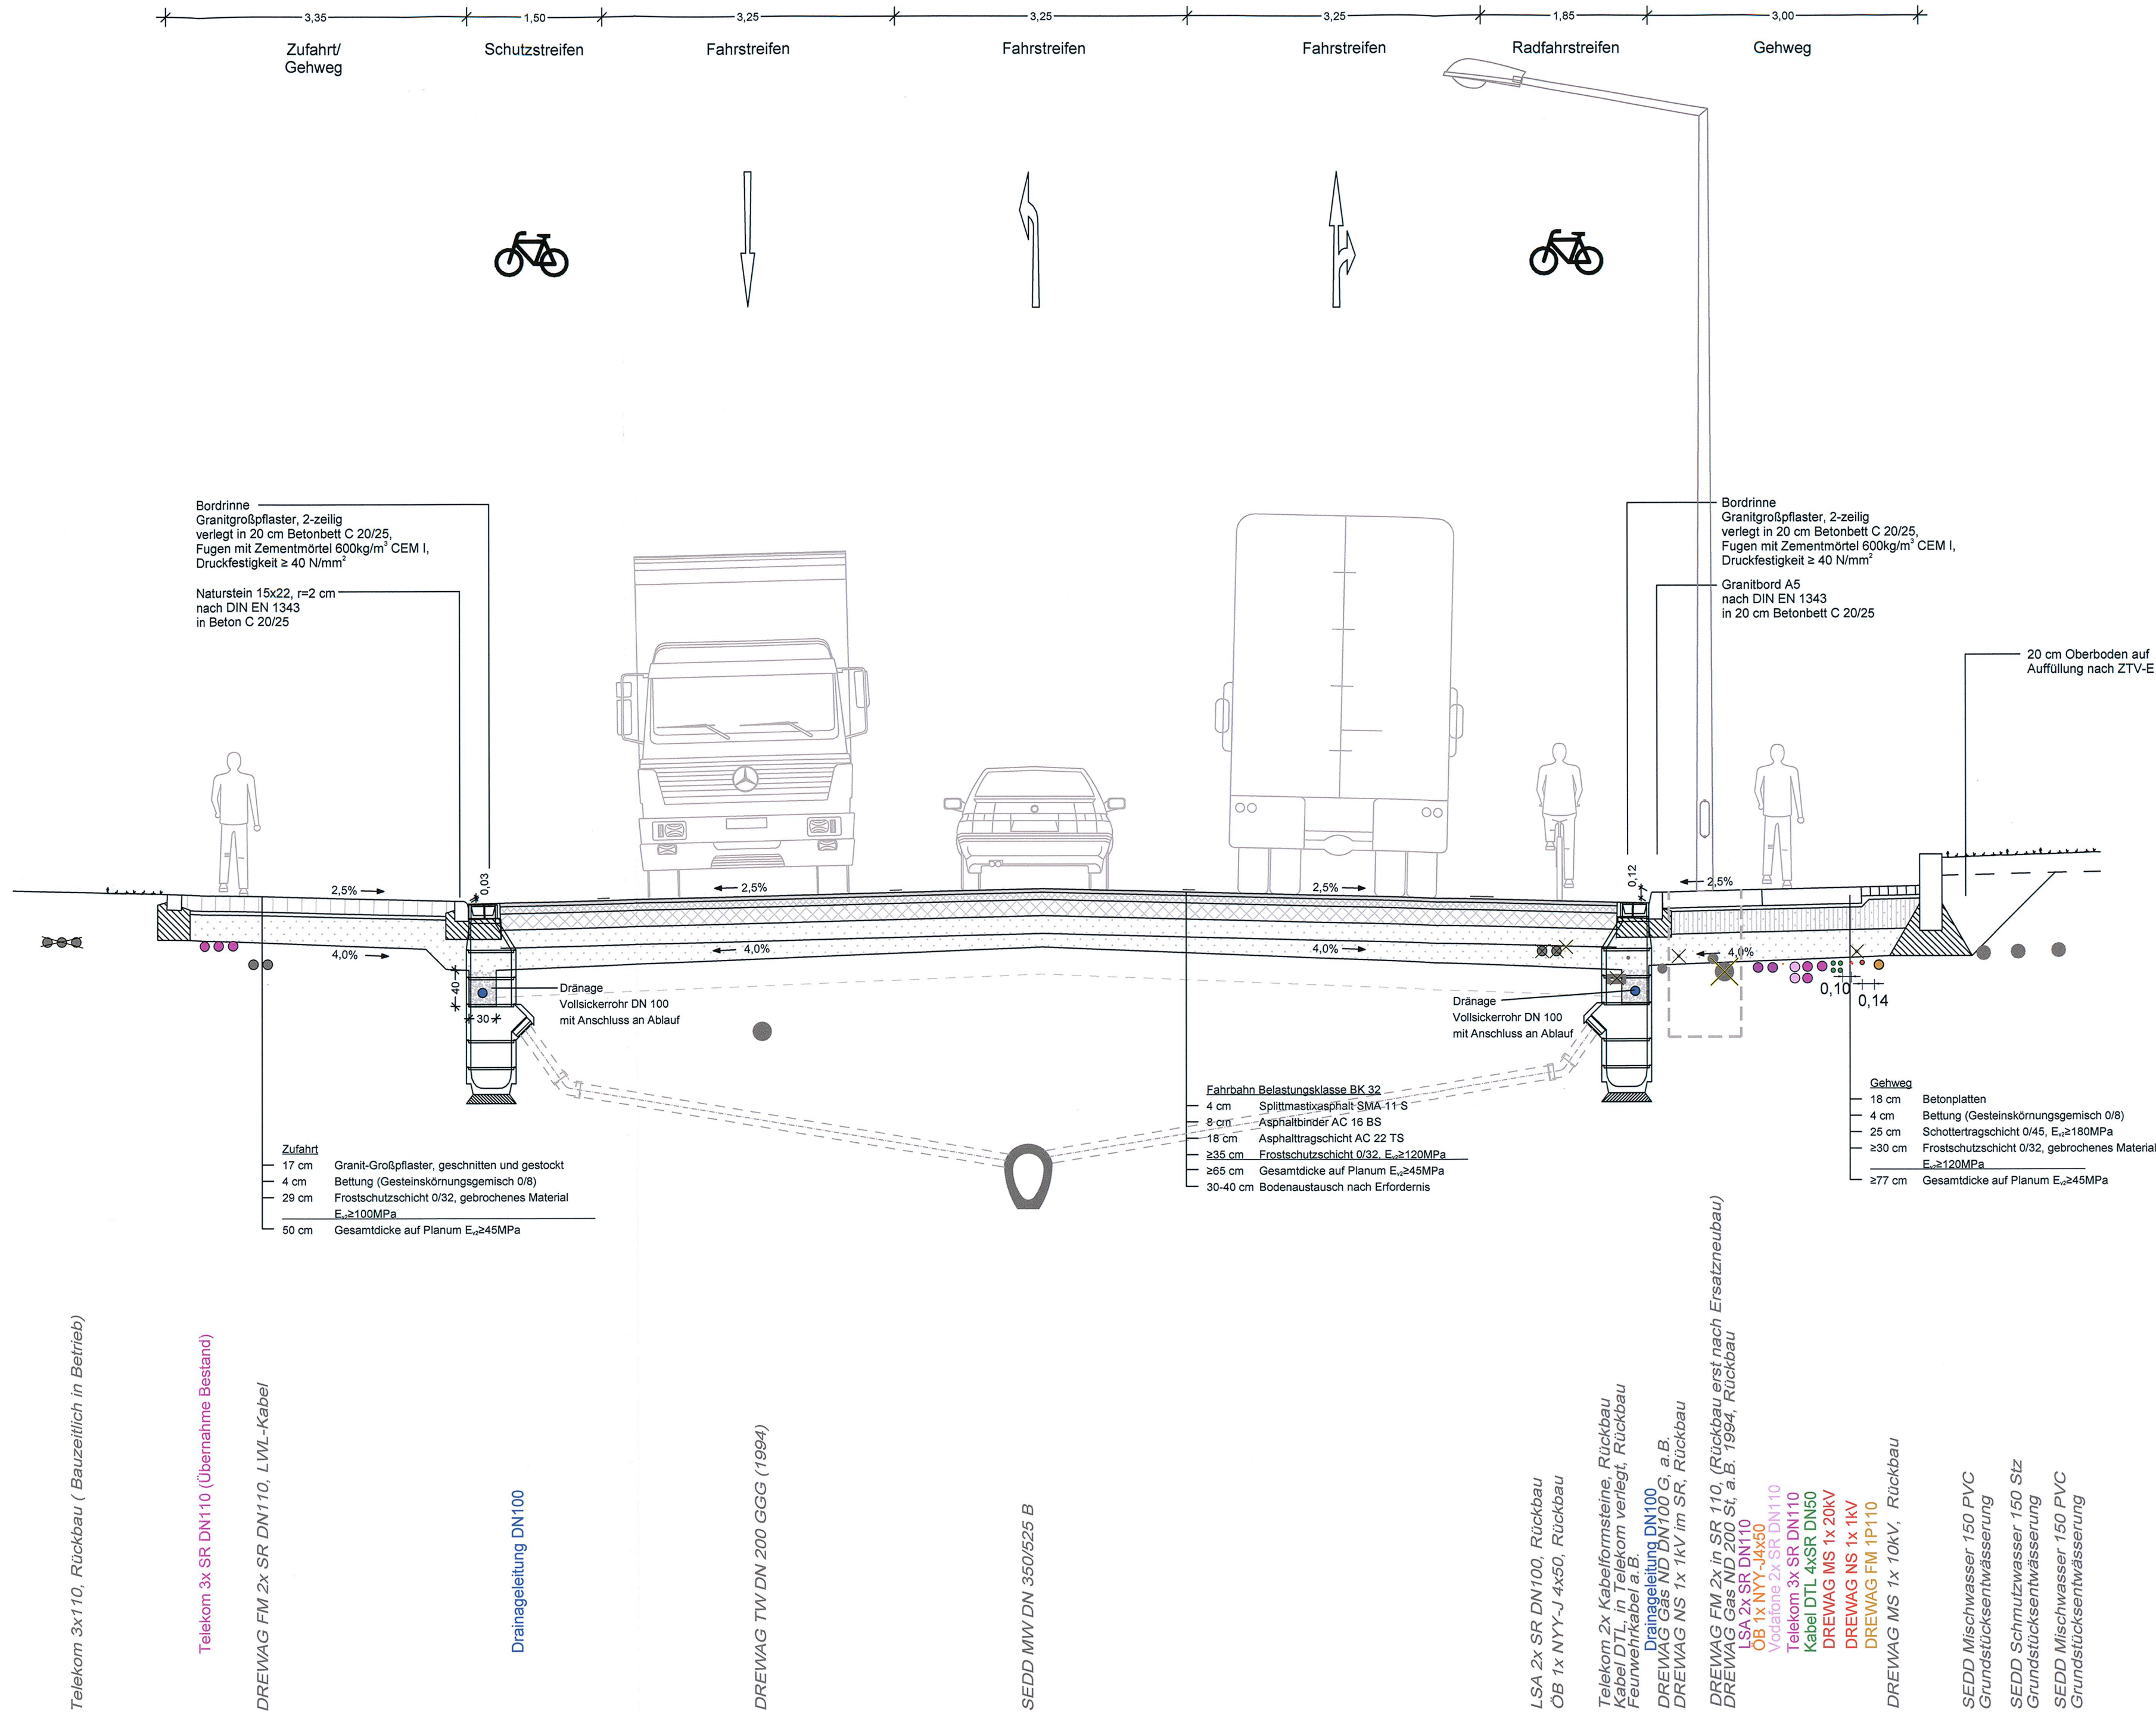 3,35
1,50
3,25
3,25
3,25
1,85
3,00
Zufahrt/
Gehweg
Schutzstreifen
Fahrstreifen
Fahrstreifen
Fahrstreifen
Radfahrstreifen
Gehweg
Bordrinne
Granitgroßpflaster, 2-zeilig
verlegt in 20 cm Betonbett C 20/25,
Fugen mit Zementmörtel 600kg/m³ CEM I,
Druckfestigkeit ≥ 40 N/mm²
Naturstein 15x22, r=2 cm
nach DIN EN 1343
in Beton C 20/25
Bordrinne
Granitgroßpflaster, 2-zeilig
verlegt in 20 cm Betonbett C 20/25,
Fugen mit Zementmörtel 600kg/m³ CEM I,
Druckfestigkeit ≥ 40 N/mm²
Granitbord A5
nach DIN EN 1343
in 20 cm Betonbett C 20/25
20 cm Oberboden auf
Auffüllung nach ZTV-E
2,5%
0,03
2,5%
2,5%
0,12
2,5%
4,0%
4,0%
4,0%
4,0%
40
30
Dränage
Vollsickerrohr DN 100
mit Anschluss an Ablauf
Dränage
Vollsickerrohr DN 100
mit Anschluss an Ablauf
0,10
0,14
Zufahrt
17 cm Granit-Großpflaster, geschnitten und gestockt
4 cm Bettung (Gesteinskörnungsgemisch 0/8)
29 cm Frostschutzschicht 0/32, gebrochenes Material
Ev2≥100MPa
50 cm Gesamtdicke auf Planum Ev2≥45MPa
Fahrbahn Belastungsklasse BK 32
4 cm Splittmastixasphalt SMA 11 S
8 cm Asphaltbinder AC 16 BS
18 cm Asphalttragschicht AC 22 TS
≥35 cm Frostschutzschicht 0/32, Ev2≥120MPa
≥65 cm Gesamtdicke auf Planum Ev2≥45MPa
30-40 cm Bodenaustausch nach Erfordernis
Gehweg
18 cm Betonplatten
4 cm Bettung (Gesteinskörnungsgemisch 0/8)
25 cm Schottertragschicht 0/45, Ev2≥180MPa
≥30 cm Frostschutzschicht 0/32, gebrochenes Material
Ev2≥120MPa
≥77 cm Gesamtdicke auf Planum Ev2≥45MPa
Telekom 3x110, Rückbau ( Bauzeitlich in Betrieb)
Telekom 3x SR DN110 (Übernahme Bestand)
DREWAG FM 2x SR DN110, LWL-Kabel
Drainageleitung DN100
DREWAG TW DN 200 GGG (1994)
SEDD MW DN 350/525 B
LSA 2x SR DN100, Rückbau
ÖB 1x NYY-J 4x50, Rückbau
Telekom 2x Kabelformsteine, Rückbau
Kabel DTL, in Telekom verlegt, Rückbau
Feurwehrkabel a.B.
Drainageleitung DN100
DREWAG Gas ND DN100 G, a.B.
DREWAG NS 1x 1kV im SR, Rückbau
DREWAG FM 2x in SR 110, (Rückbau erst nach Ersatzneubau)
DREWAG Gas ND 200 St, a.B. 1994, Rückbau
LSA 2x SR DN110
ÖB 1x NYY-J4x50
Vodafone 2x SR DN110
Telekom 3x SR DN110
Kabel DTL 4xSR DN50
DREWAG MS 1x 20kV
DREWAG NS 1x 1kV
DREWAG FM 1P110
DREWAG MS 1x 10kV, Rückbau
SEDD Mischwasser 150 PVC
Grundstücksentwässerung
SEDD Schmutzwasser 150 Stz
Grundstücksentwässerung
SEDD Mischwasser 150 PVC
Grundstücksentwässerung